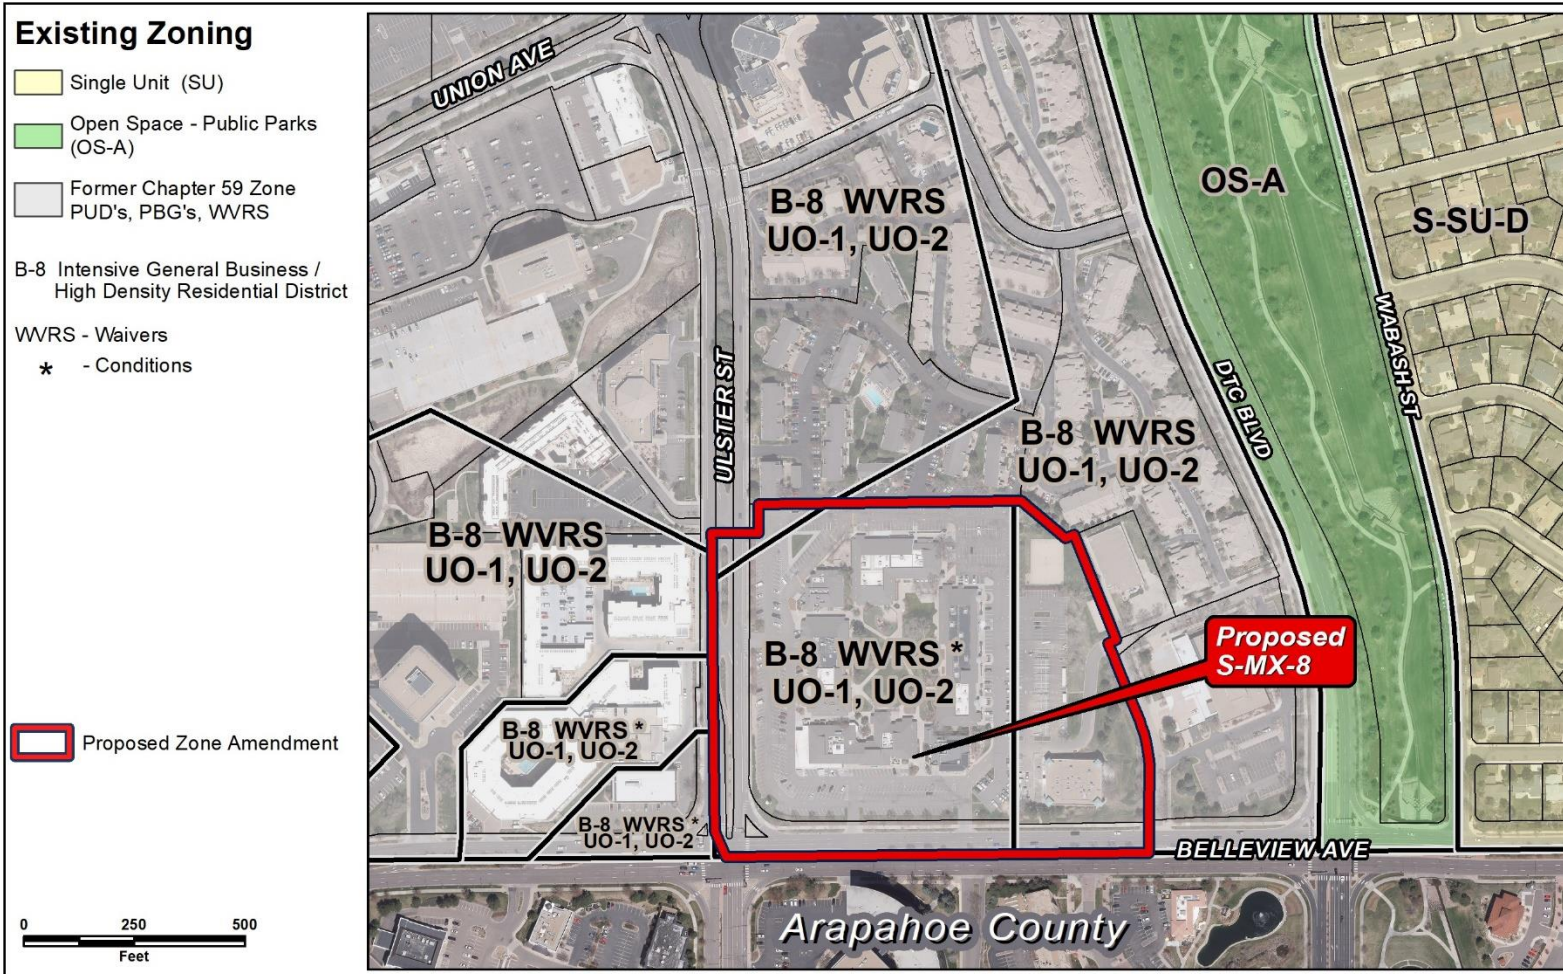 Existing Zoning
Single Unit (SU)
Open Space - Public Parks
(OS-A)
Former Chapter 59 Zone
PUD's, PBG's, WVRS
B-8 Intensive General Business /
High Density Residential District
WVRS - Waivers
* - Conditions
Proposed Zone Amendment
0 250 500
Feet
UNION AVE
B-8 WVRS
UO-1, UO-2
OS-A
S-SU-D
WABASH ST
DTC BLVD
ULSTER ST
B-8 WVRS
UO-1, UO-2
B-8 WVRS
UO-1, UO-2
B-8 WVRS *
UO-1, UO-2
Proposed
S-MX-8
B-8 WVRS *
UO-1, UO-2
B-8 WVRS *
UO-1, UO-2
BELLEVIEW AVE
Arapahoe County